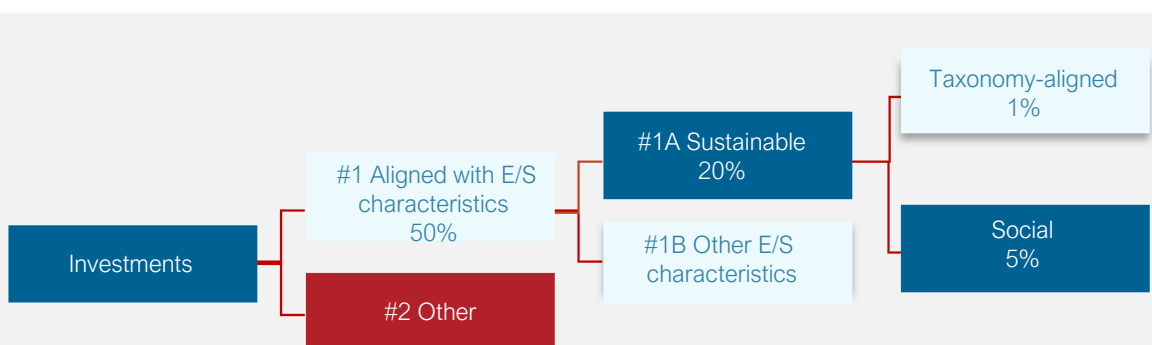 Investments
#1 Aligned with E/S
characteristics
50%
#2 Other
#1A Sustainable
20%
#1B Other E/S
characteristics
Taxonomy-aligned
1%
Social
5%